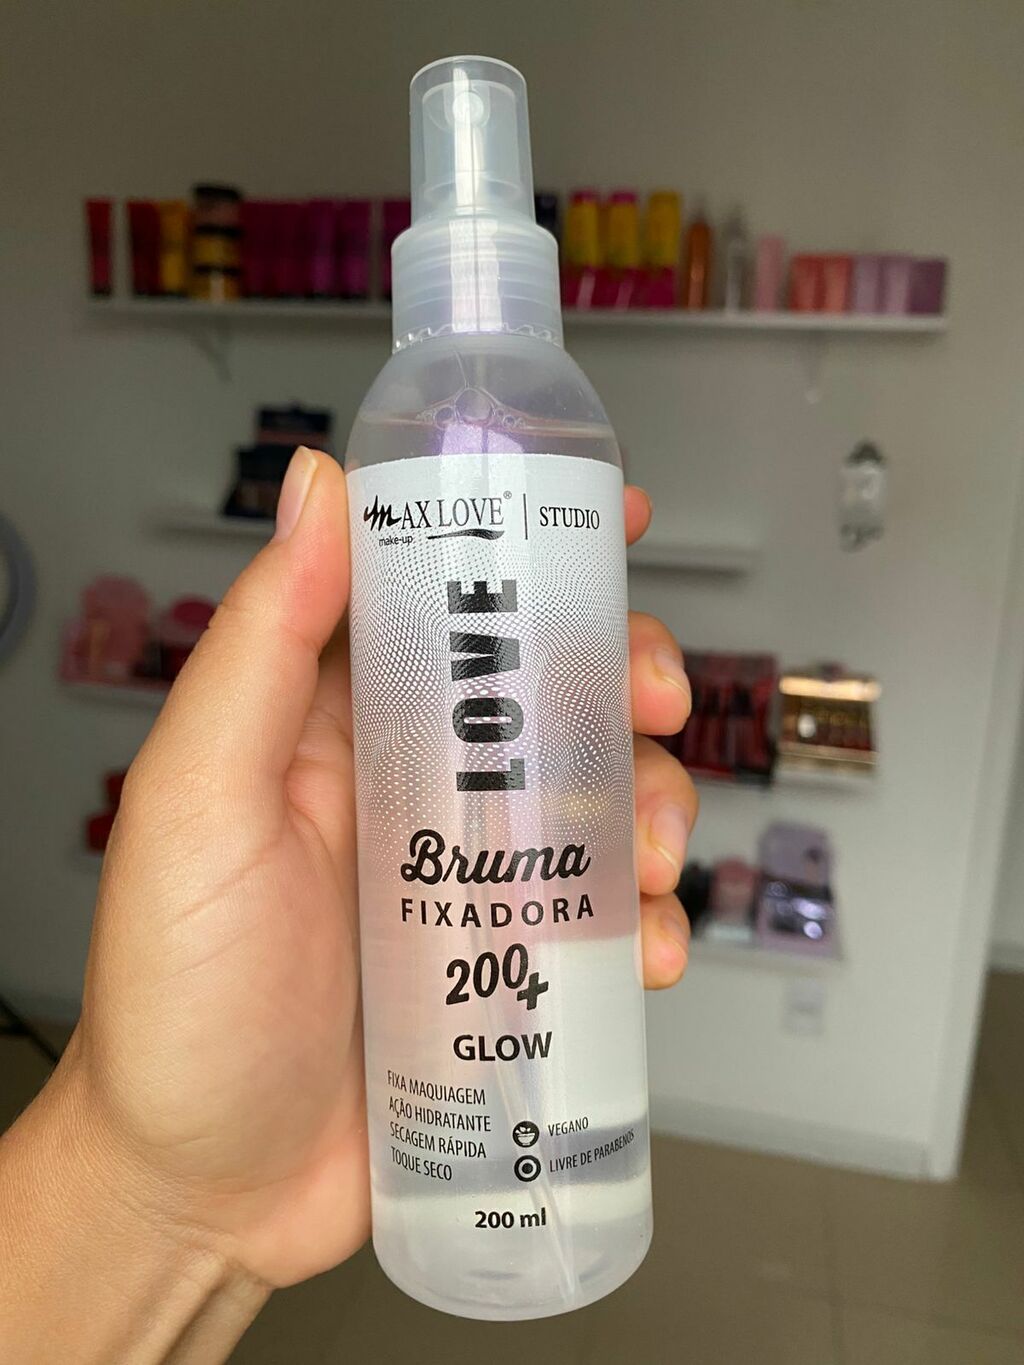 MAX LOVE® | STUDIO
make-up
LOVE
Bruma
FIXADORA
200+
GLOW
FIXA MAQUIAGEM
AÇÃO HIDRATANTE
SECAGEM RÁPIDA
TOQUE SECO
VEGANO
LIVRE DE PARABENOS
200 ml